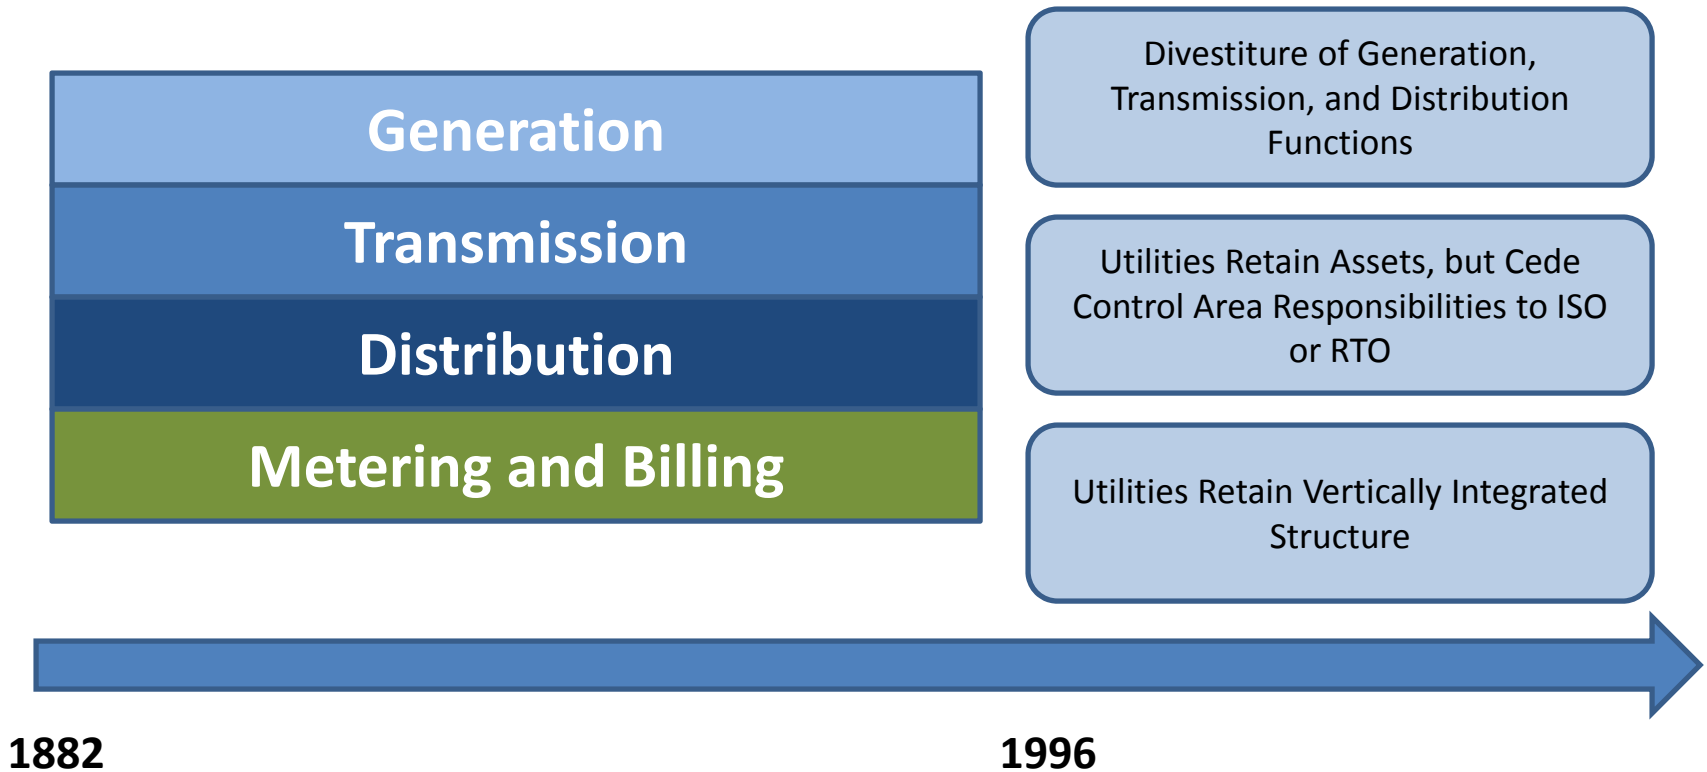 Generation
Transmission
Distribution
Metering and Billing
Divestiture of Generation,
Transmission, and Distribution
Functions
Utilities Retain Assets, but Cede
Control Area Responsibilities to ISO
or RTO
Utilities Retain Vertically Integrated
Structure
1882
1996